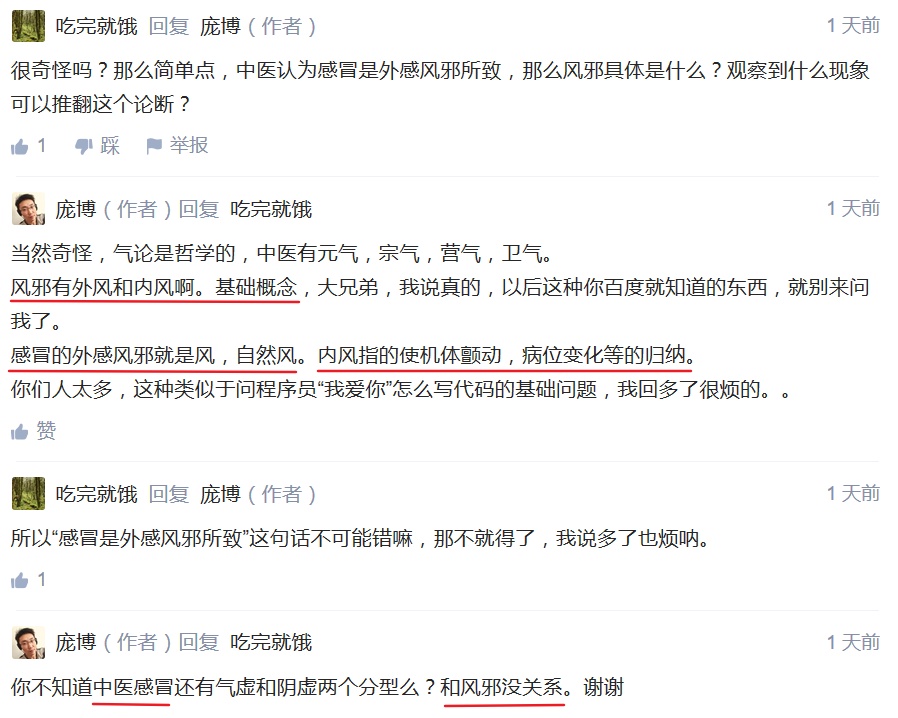 吃完就饿 回复 庞博（作者） 1 天前
很奇怪吗？那么简单点，中医认为感冒是外感风邪所致，那么风邪具体是什么？观察到什么现象
可以推翻这个论断？
1 踩 举报
庞博（作者）回复 吃完就饿 1 天前
当然奇怪，气论是哲学的，中医有元气，宗气，营气，卫气。
风邪有外风和内风啊。基础概念，大兄弟，我说真的，以后这种你百度就知道的东西，就别来问
我了。
感冒的外感风邪就是风，自然风。内风指的使机体颤动，病位变化等的归纳。
你们人太多，这种类似于问程序员“我爱你”怎么写代码的基础问题，我回多了很烦的。。
赞
吃完就饿 回复 庞博（作者） 1 天前
所以“感冒是外感风邪所致”这句话不可能错嘛，那不就得了，我说多了也烦呐。
1
庞博（作者）回复 吃完就饿 1 天前
你不知道中医感冒还有气虚和阴虚两个分型么？和风邪没关系。谢谢